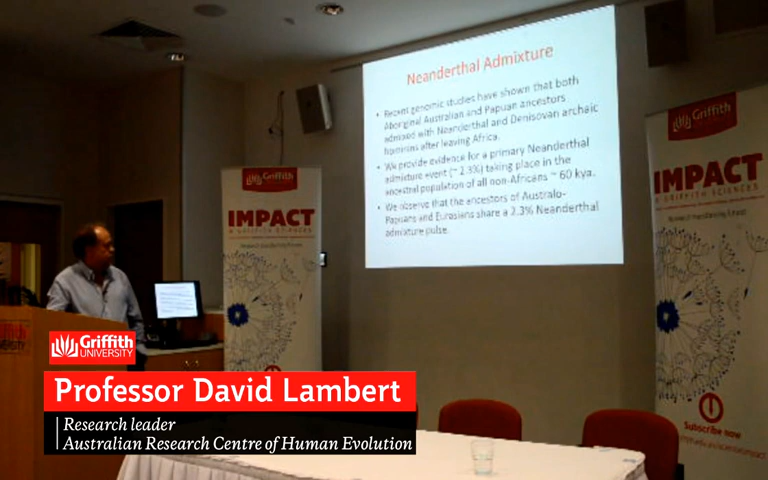 Neanderthal Admixture
• Recent genomic studies have shown that both
Aboriginal Australian and Papuan ancestors
admixed with Neanderthal and Denisovan archaic
hominins after leaving Africa.
• We provide evidence for a primary Neanderthal
admixture event (~ 2.3%) taking place in the
ancestral population of all non-Africans ~ 60 kya.
• We observe that the ancestors of Australo-
Papuans and Eurasians share a 2.3% Neanderthal
admixture pulse.
Griffith
IMPACT
@ GRIFFITH SCIENCES
Griffith
IMPACT
@ GRIFFITH SCIENCES
Subscribe now
Griffith
UNIVERSITY
Professor David Lambert
Research leader
Australian Research Centre of Human Evolution